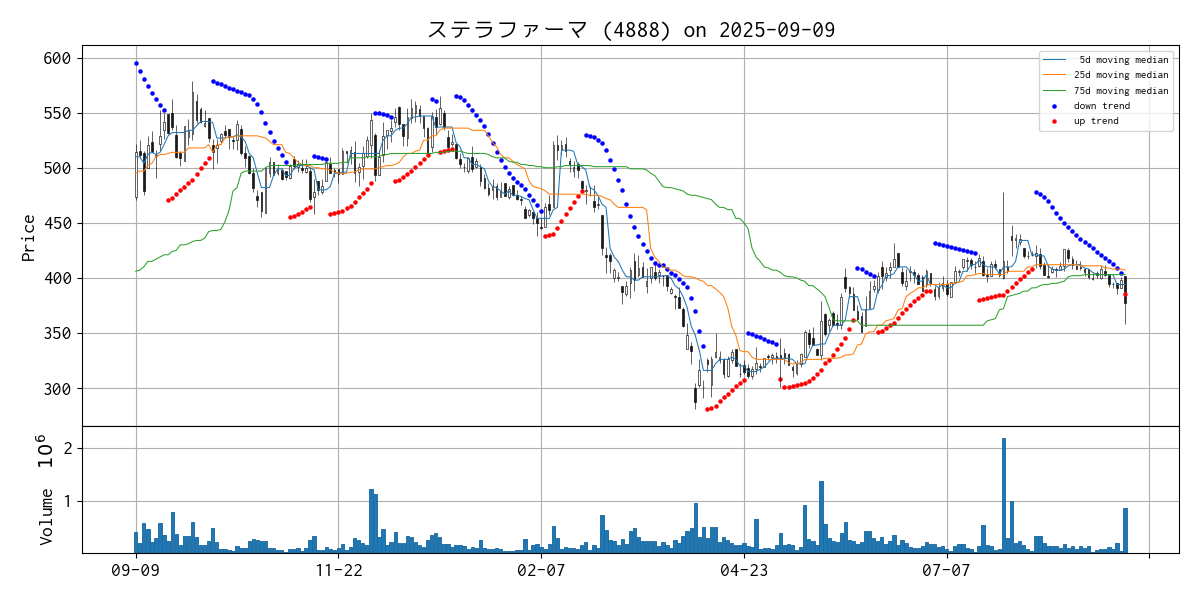 ステラファーマ (4888) on 2025-09-09
600
550
500
450
400
350
300
Price
5d moving median
25d moving median
75d moving median
down trend
up trend
2
1
Volume 10^6
09-09
11-22
02-07
04-23
07-07